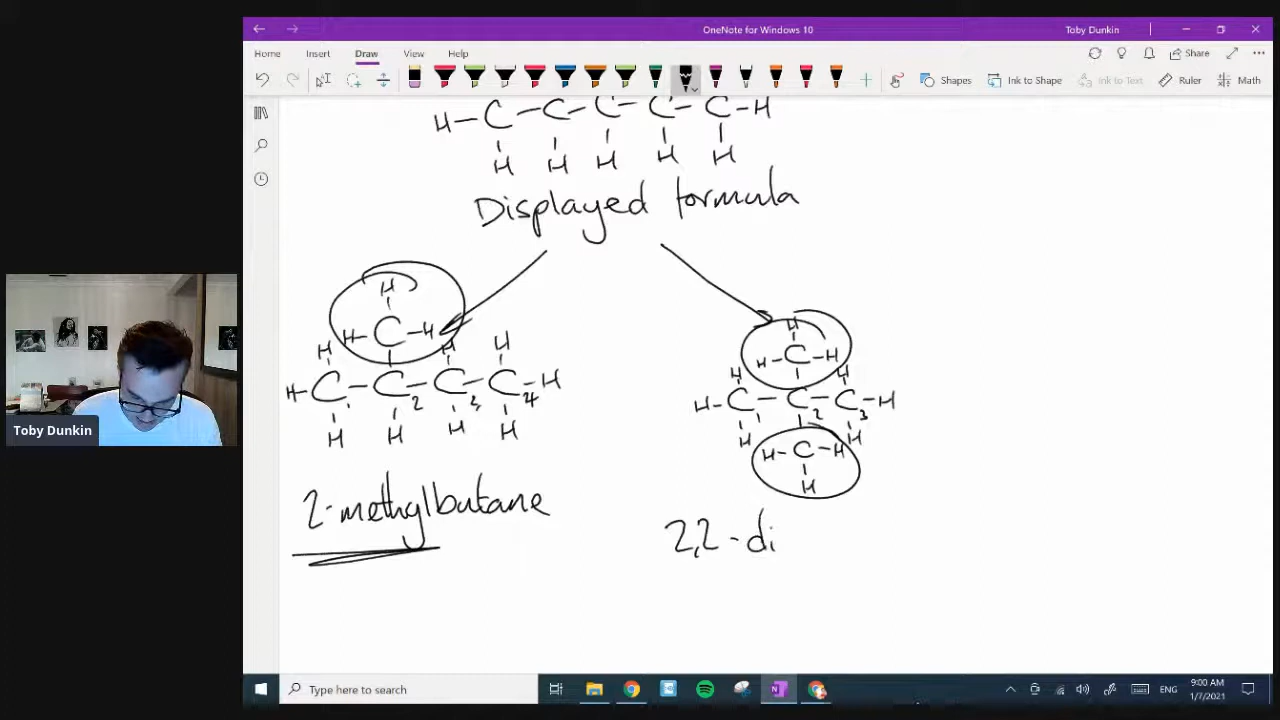 OneNote for Windows 10
Toby Dunkin
Home Insert Draw View Help
Share
Shapes Ink to Shape Ink to Text Ruler Math
H-C-C-C-C-C-H
H H H H H
Displayed formula
H
H-C-H
H H H
H-C-C-C-C-H
1 2 3 4
H H H H
2-methylbutane
H
H-C-H
H H
H-C-C-C-H
1 2 3
H H
H-C-H
H
2,2-di
Toby Dunkin
Type here to search
ENG
9:00 AM
1/7/2021